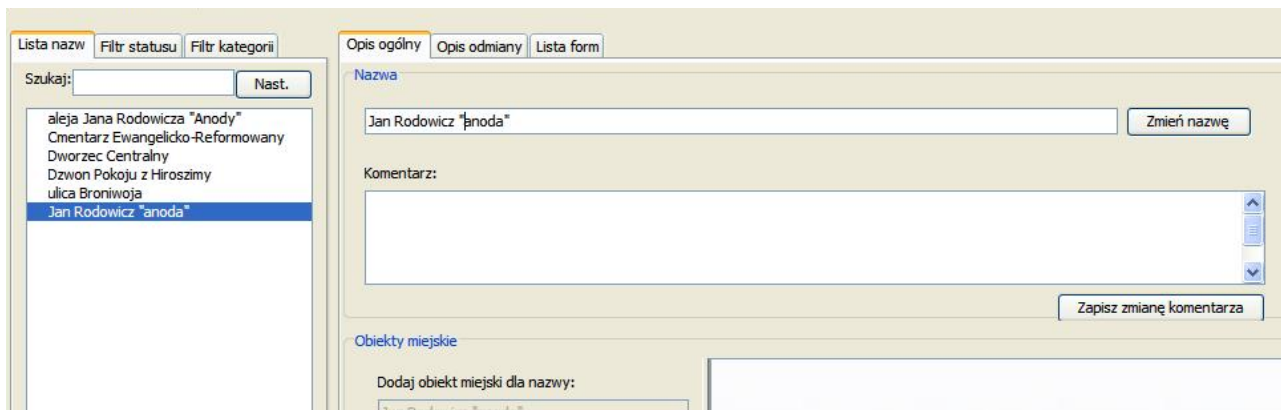 Lista nazw Filtr statusu Filtr kategorii
Szukaj: Nast.
aleja Jana Rodowicza "Anody"
Cmentarz Ewangelicko-Reformowany
Dworzec Centralny
Dzwon Pokoju z Hiroszimy
ulica Broniwoja
Jan Rodowicz "anoda"
Opis ogólny Opis odmiany Lista form
Nazwa
Jan Rodowicz "anoda" Zmień nazwę
Komentarz:
Zapisz zmianę komentarza
Obiekty miejskie
Dodaj obiekt miejski dla nazwy: